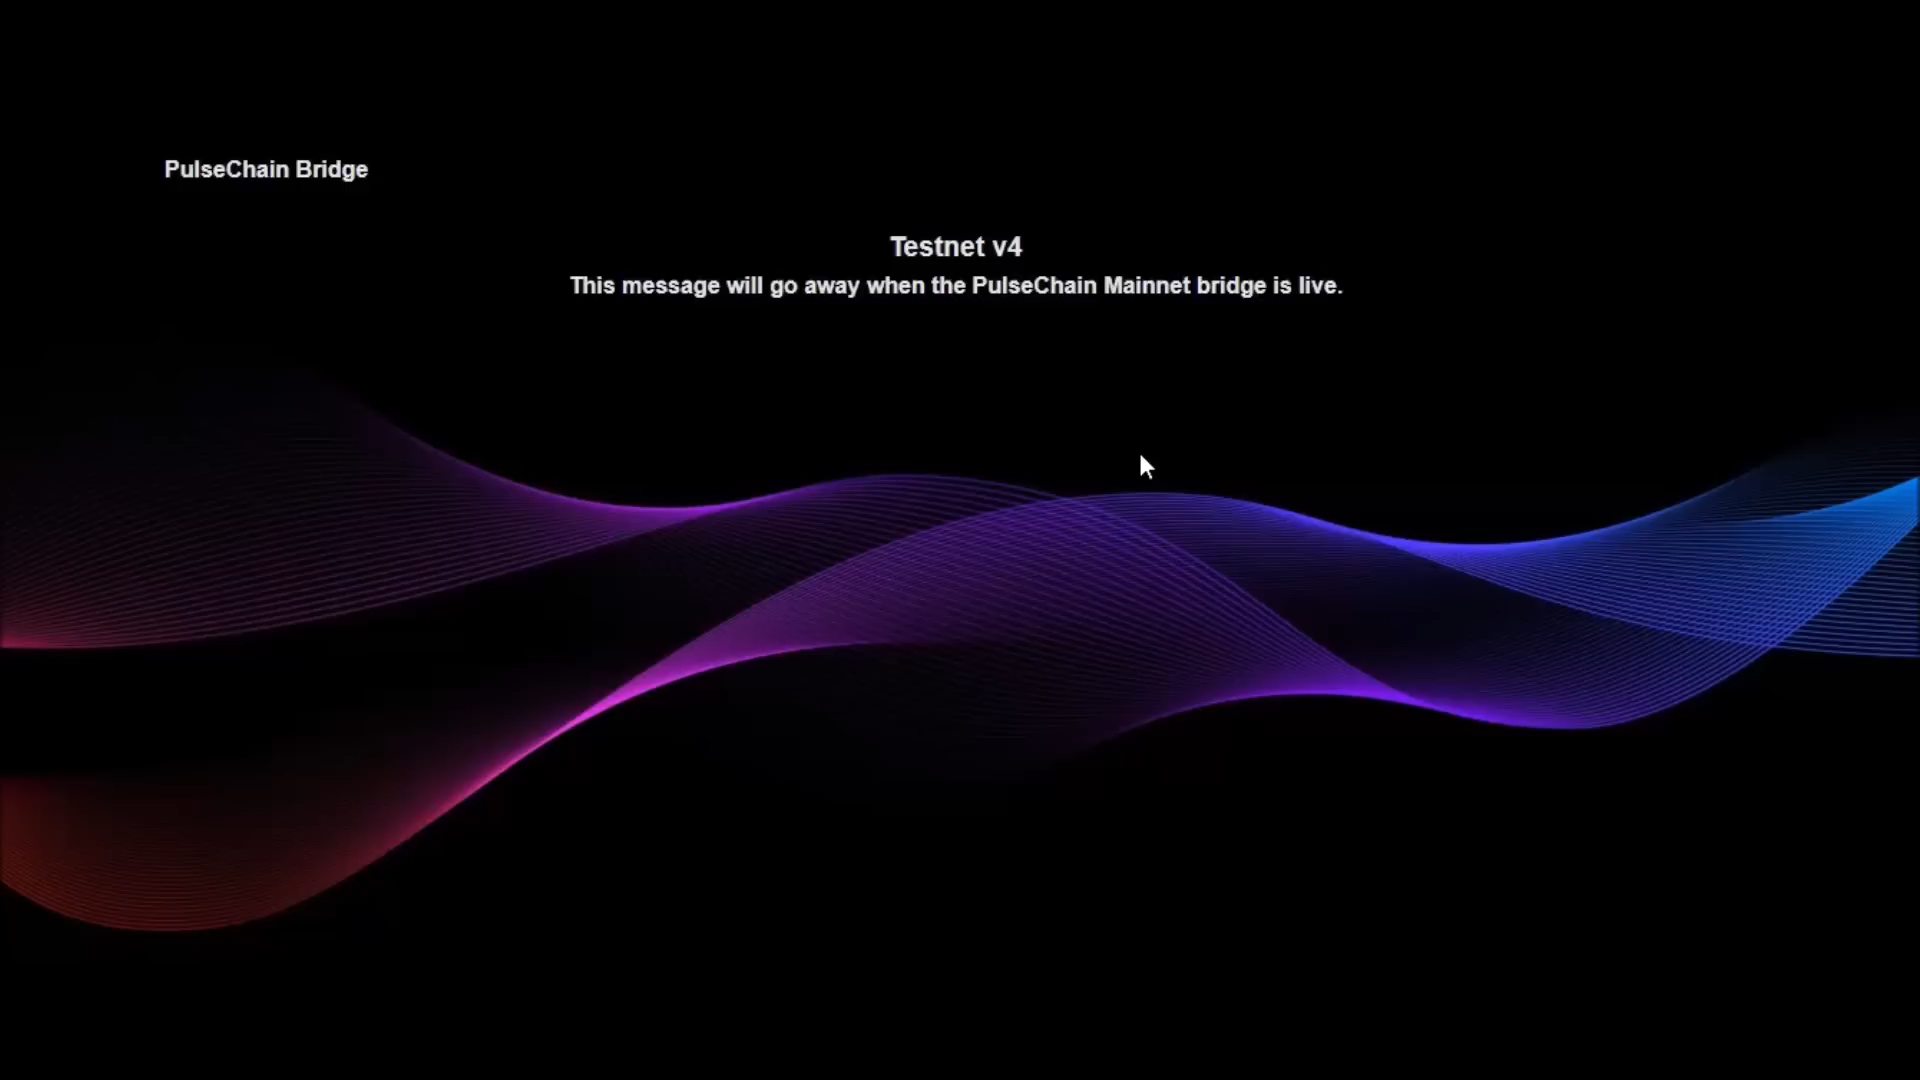 PulseChain Bridge
Testnet v4
This message will go away when the PulseChain Mainnet bridge is live.